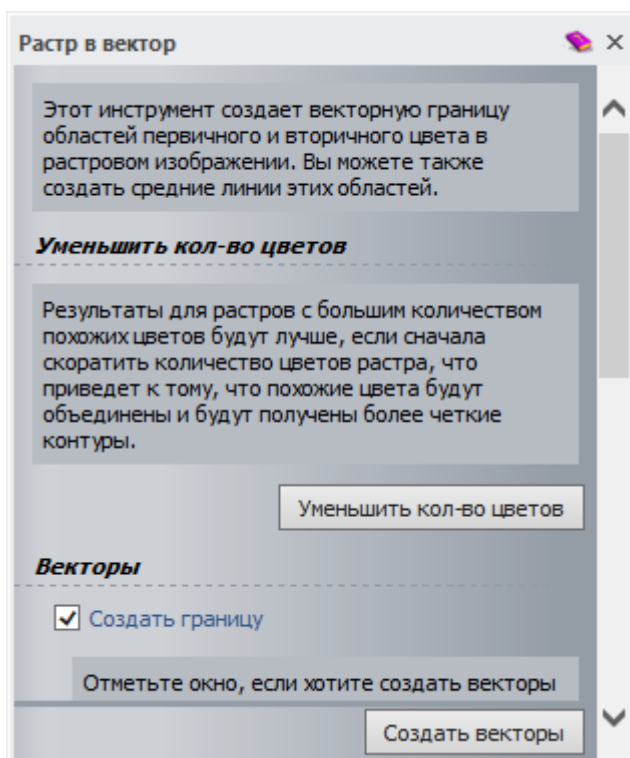 Растр в вектор
Этот инструмент создает векторную границу
областей первичного и вторичного цвета в
растровом изображении. Вы можете также
создать средние линии этих областей.
Уменьшить кол-во цветов
Результаты для растров с большим количеством
похожих цветов будут лучше, если сначала
скоратить количество цветов растра, что
приведет к тому, что похожие цвета будут
объединены и будут получены более четкие
контуры.
Уменьшить кол-во цветов
Векторы
Создать границу
Отметьте окно, если хотите создать векторы
Создать векторы